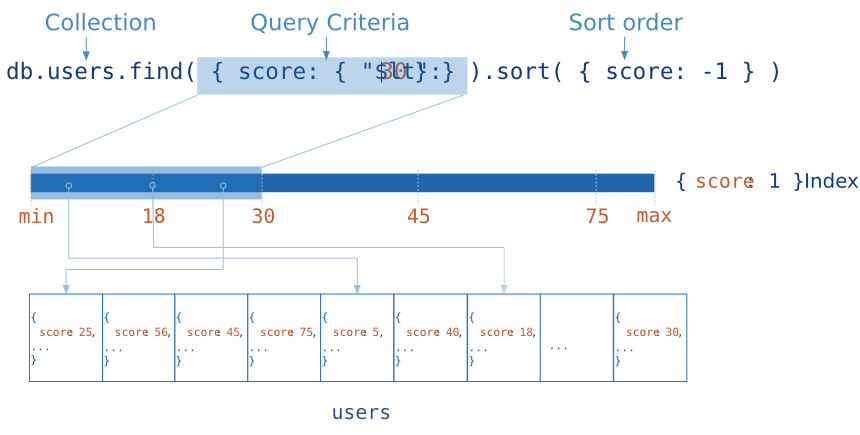 Collection Query Criteria Sort order
db.users.find( { score: { "$lt": 30 } } ).sort( { score: -1 } )
{ score: 1 } Index
min 18 30 45 75 max
{ { { { { { { {
score: 25, score: 56, score: 45, score: 75, score: 5, score: 40, score: 18, score: 30,
... ... ... ... ... ... ... ... ...
} } } } } } } }
users